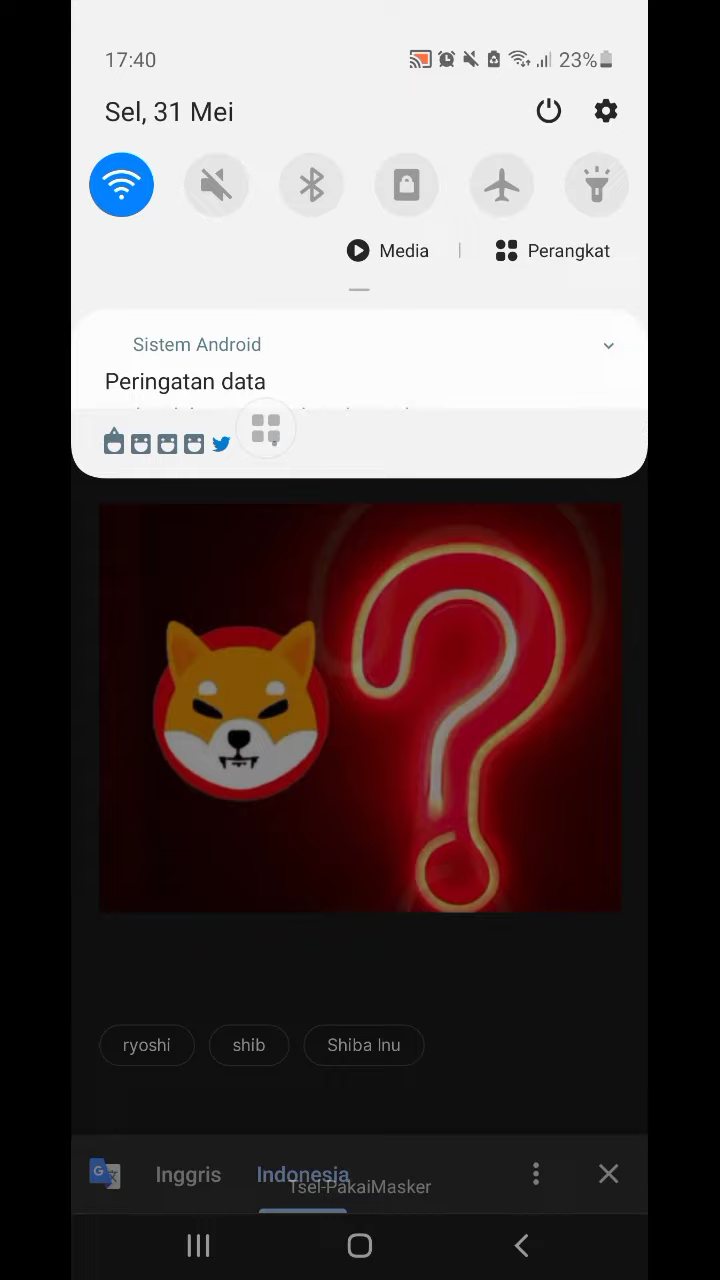 17:40
23%
Sel, 31 Mei
Media
Perangkat
Sistem Android
Peringatan data
ryoshi
shib
Shiba Inu
Inggris
Indonesia
Tsel-PakaiMasker